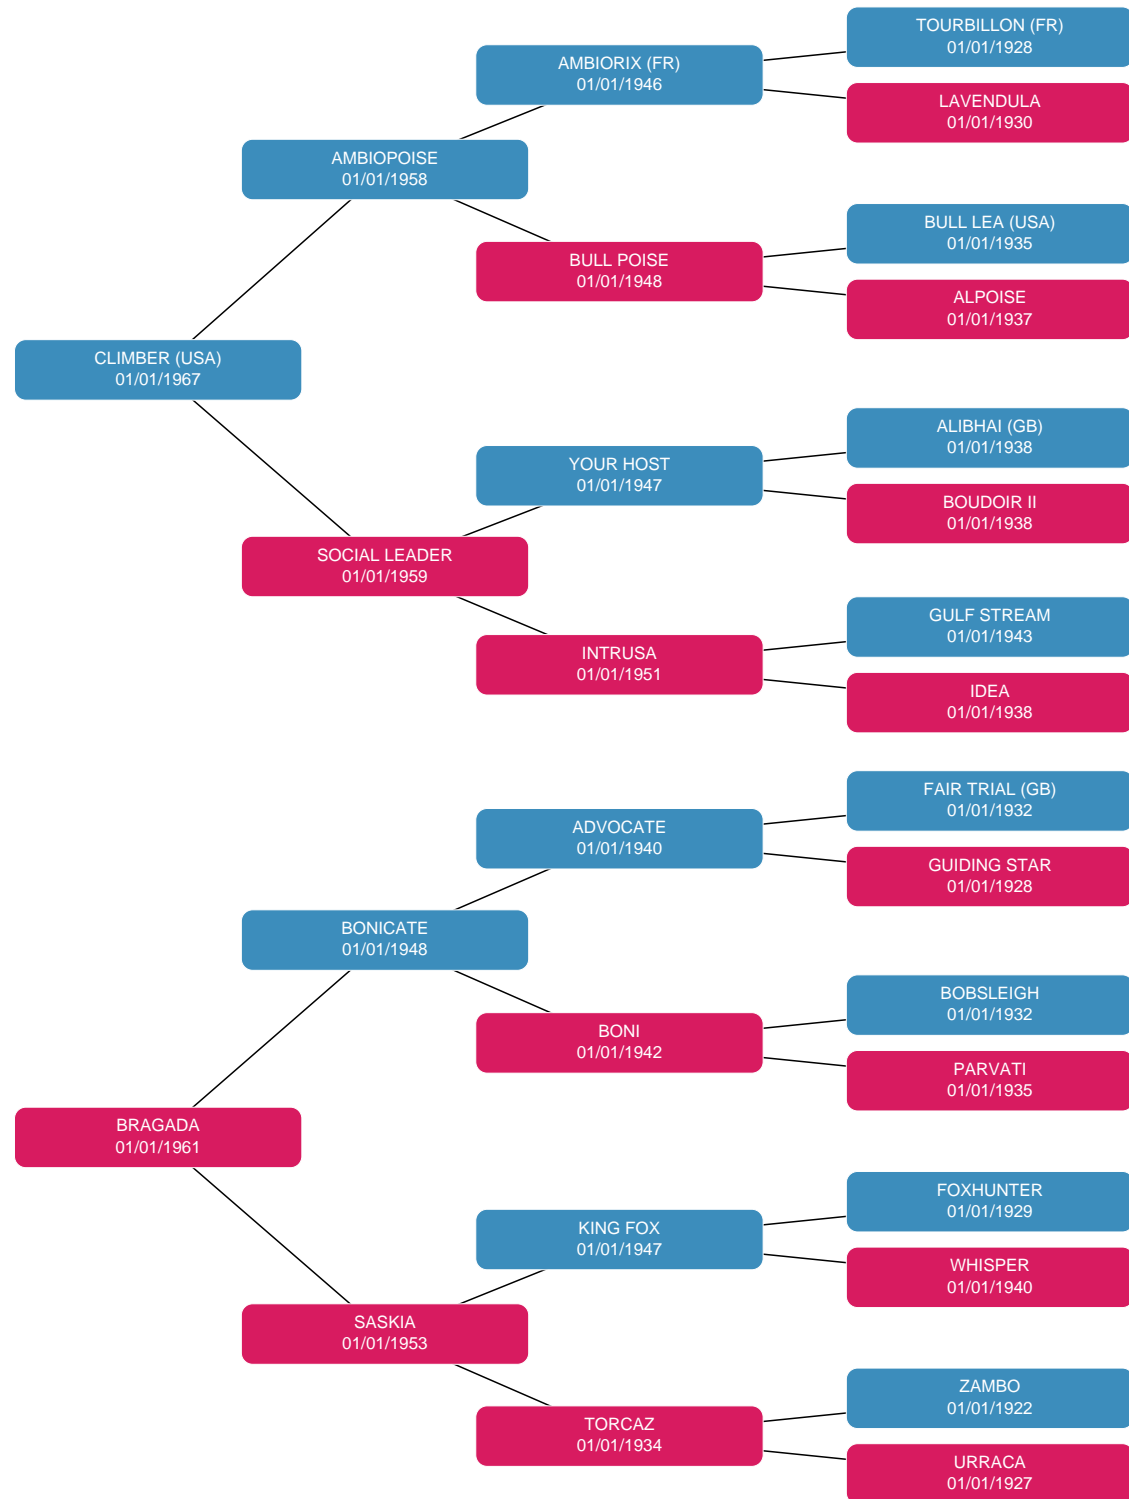 TOURBILLON (FR)
01/01/1928
AMBIORIX (FR)
01/01/1946
LAVENDULA
01/01/1930
AMBIOPOISE
01/01/1958
BULL LEA (USA)
01/01/1935
BULL POISE
01/01/1948
ALPOISE
01/01/1937
CLIMBER (USA)
01/01/1967
ALIBHAI (GB)
01/01/1938
YOUR HOST
01/01/1947
BOUDOIR II
01/01/1938
SOCIAL LEADER
01/01/1959
GULF STREAM
01/01/1943
INTRUSA
01/01/1951
IDEA
01/01/1938
FAIR TRIAL (GB)
01/01/1932
ADVOCATE
01/01/1940
GUIDING STAR
01/01/1928
BONICATE
01/01/1948
BOBSLEIGH
01/01/1932
BONI
01/01/1942
PARVATI
01/01/1935
BRAGADA
01/01/1961
FOXHUNTER
01/01/1929
KING FOX
01/01/1947
WHISPER
01/01/1940
SASKIA
01/01/1953
ZAMBO
01/01/1922
TORCAZ
01/01/1934
URRACA
01/01/1927